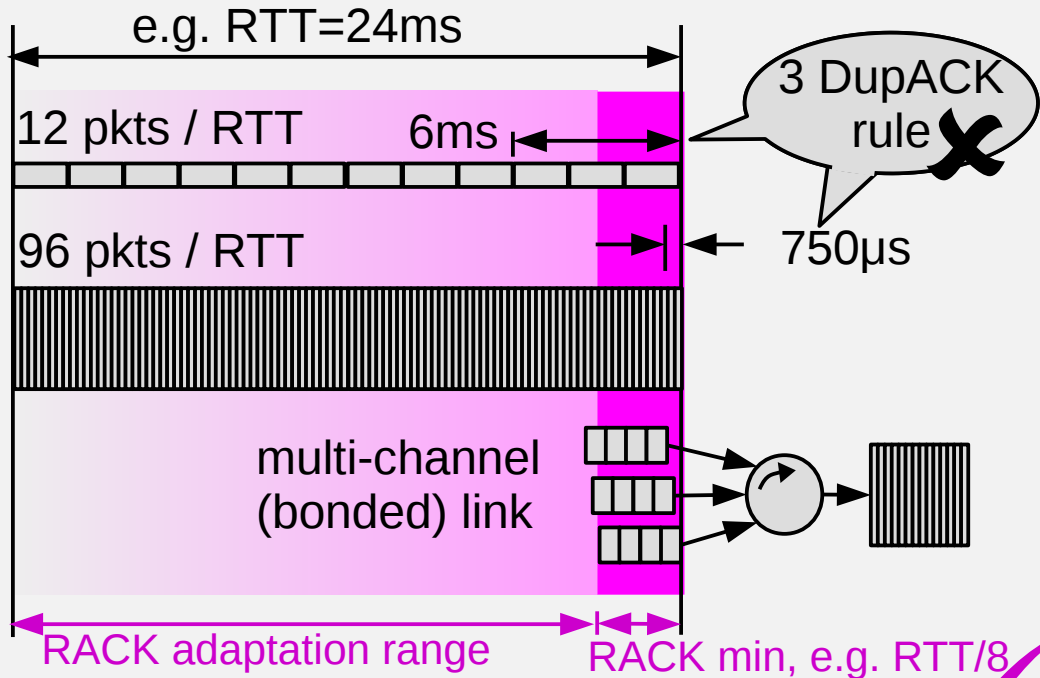 e.g. RTT=24ms
12 pkts / RTT
6ms
3 DupACK
rule
96 pkts / RTT
750µs
multi-channel
(bonded) link
RACK adaptation range
RACK min, e.g. RTT/8